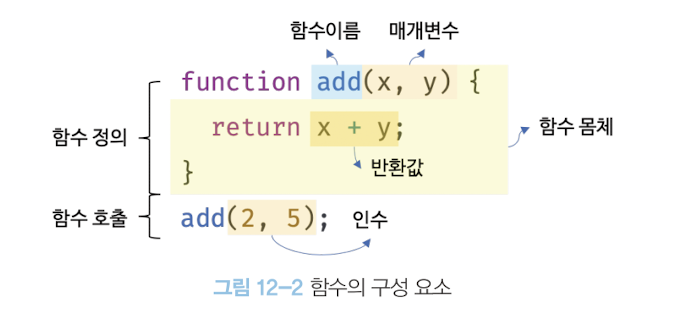 함수이름 매개변수
function add(x, y) {
함수 정의
return x + y;
함수 몸체
}
반환값
함수 호출
add(2, 5);
인수
그림 12-2 함수의 구성 요소